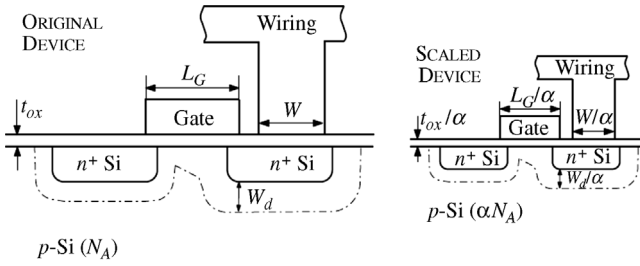 ORIGINAL
DEVICE
Wiring
L_G
t_ox
Gate
W
n⁺ Si
n⁺ Si
W_d
p-Si (N_A)
SCALED
DEVICE
Wiring
L_G/α
t_ox/α
Gate
W/α
n⁺ Si
n⁺ Si
W_d/α
p-Si (αN_A)